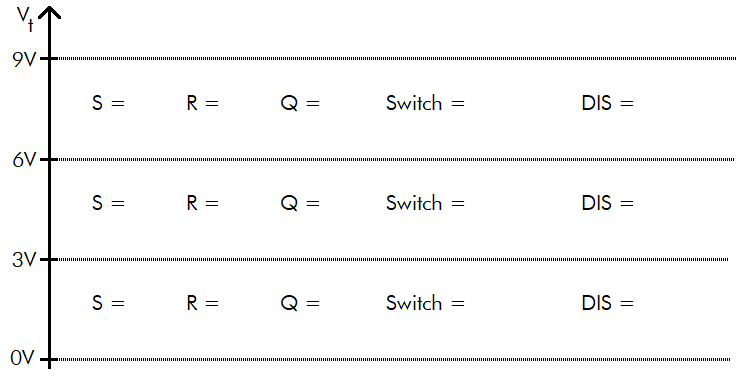 Vt
9V
S = R = Q = Switch = DIS =
6V
S = R = Q = Switch = DIS =
3V
S = R = Q = Switch = DIS =
0V